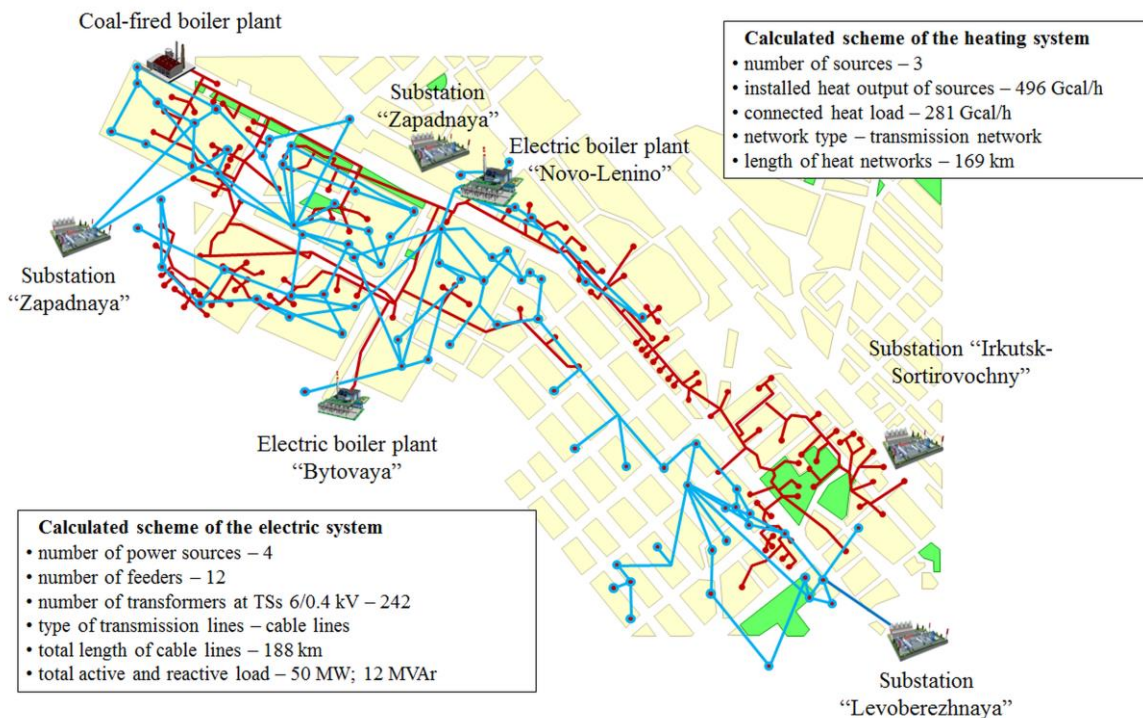 Coal-fired boiler plant
Substation
“Zapadnaya”
Electric boiler plant
“Novo-Lenino”
Calculated scheme of the heating system
• number of sources – 3
• installed heat output of sources – 496 Gcal/h
• connected heat load – 281 Gcal/h
• network type – transmission network
• length of heat networks – 169 km
Substation
“Zapadnaya”
Substation “Irkutsk-
Sortirovochny”
Electric boiler plant
“Bytovaya”
Calculated scheme of the electric system
• number of power sources – 4
• number of feeders – 12
• number of transformers at TSs 6/0.4 kV – 242
• type of transmission lines – cable lines
• total length of cable lines – 188 km
• total active and reactive load – 50 MW; 12 MVAr
Substation
“Levoberezhnaya”